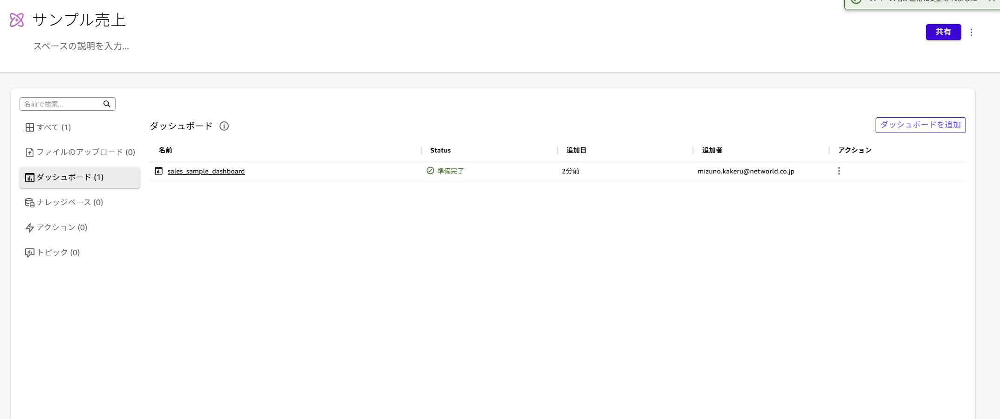 サンプル売上
スペースの説明を入力...
共有
名前で検索...
すべて (1)
ファイルのアップロード (0)
ダッシュボード (1)
ナレッジベース (0)
アクション (0)
トピック (0)
ダッシュボード
ダッシュボードを追加
名前 Status 追加日 追加者 アクション
sales_sample_dashboard 準備完了 2分前 mizuno.kakeru@networld.co.jp